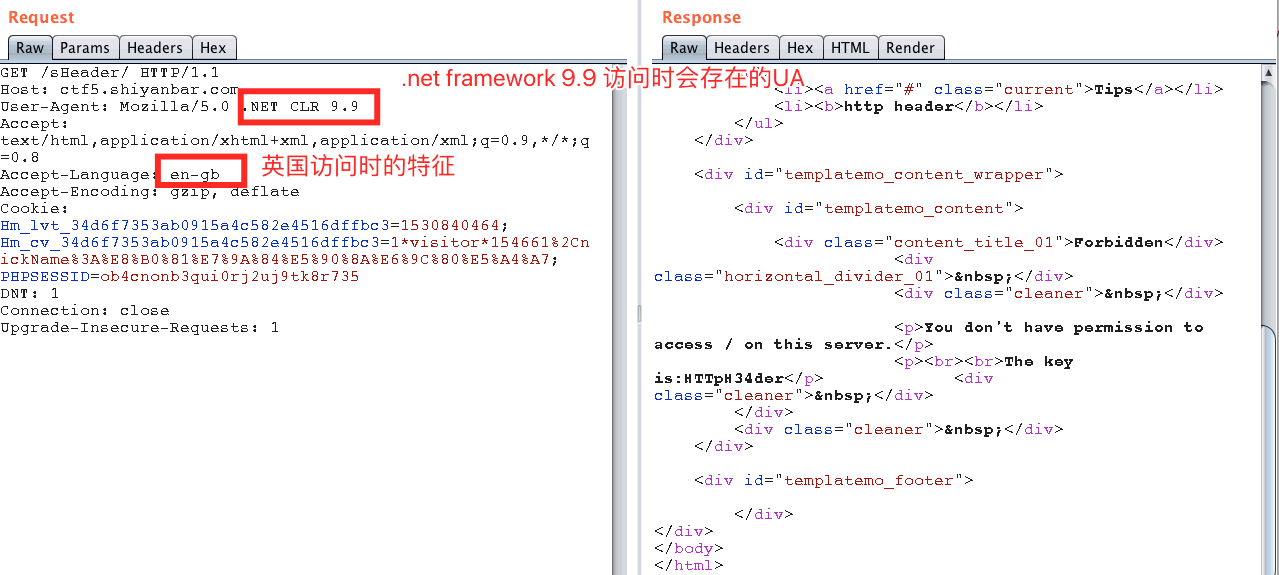 Request
Raw Params Headers Hex
GET /sHeader/ HTTP/1.1
Host: ctf5.shiyanbar.com
User-Agent: Mozilla/5.0 .NET CLR 9.9
Accept:
text/html,application/xhtml+xml,application/xml;q=0.9,*/*;q
=0.8
Accept-Language: en-gb
Accept-Encoding: gzip, deflate
Cookie:
Hm_lvt_34d6f7353ab0915a4c582e4516dffbc3=1530840464;
Hm_cv_34d6f7353ab0915a4c582e4516dffbc3=1*visitor*154661%2Cn
ickName%3A%E8%B0%81%E7%9A%84%E5%90%8A%E6%9C%80%E5%A4%A7;
PHPSESSID=ob4cnonb3qui0rj2uj9tk8r735
DNT: 1
Connection: close
Upgrade-Insecure-Requests: 1
.net framework 9.9 访问时会存在的UA
英国访问时的特征
Response
Raw Headers Hex HTML Render
<li><a href="#" class="current">Tips</a></li>
<li><b>http header</b></li>
</ul>
</div>
<div id="templatemo_content_wrapper">
<div id="templatemo_content">
<div class="content_title_01">Forbidden</div>
<div
class="horizontal_divider_01">&nbsp;</div>
<div class="cleaner">&nbsp;</div>
<p>You don't have permission to
access / on this server.</p>
<p><br><br>The key
is:HTTpH34der</p> <div
class="cleaner">&nbsp;</div>
</div>
<div class="cleaner">&nbsp;</div>
</div>
<div id="templatemo_footer">
</div>
</div>
</body>
</html>